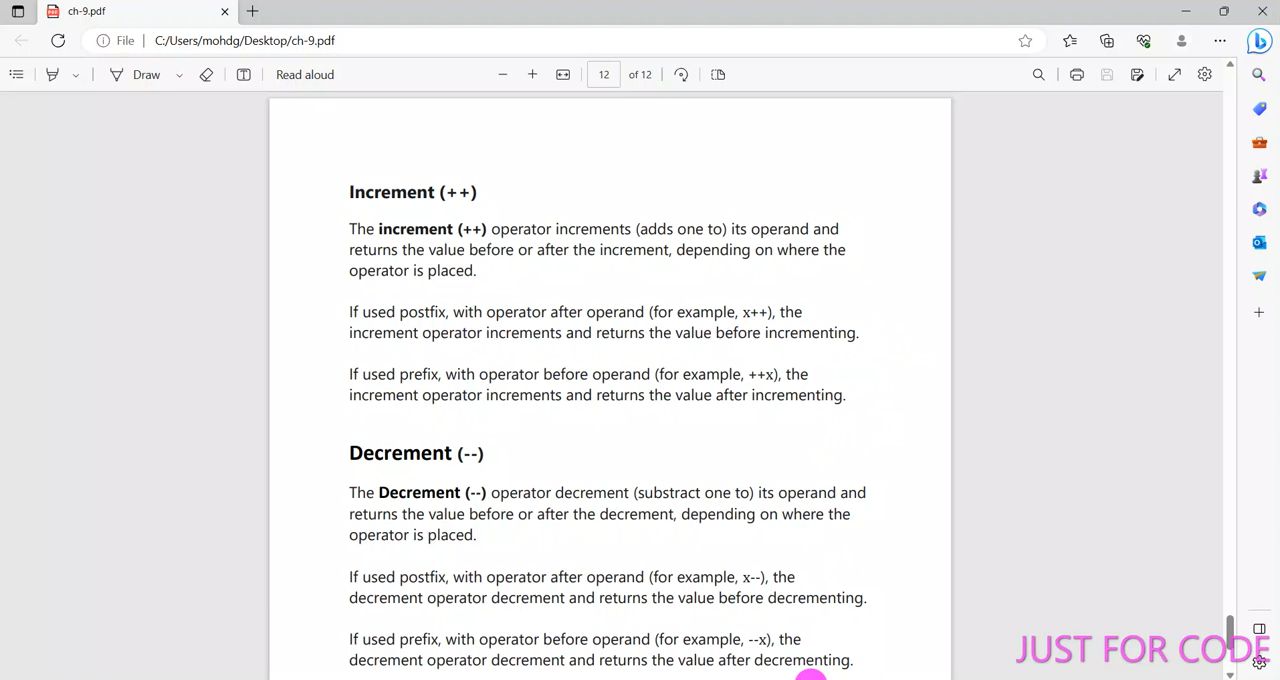 ch-9.pdf
File
C:/Users/mohdg/Desktop/ch-9.pdf
Draw
Read aloud
12
of 12
Increment (++)
The increment (++) operator increments (adds one to) its operand and
returns the value before or after the increment, depending on where the
operator is placed.
If used postfix, with operator after operand (for example, x++), the
increment operator increments and returns the value before incrementing.
If used prefix, with operator before operand (for example, ++x), the
increment operator increments and returns the value after incrementing.
Decrement (--)
The Decrement (--) operator decrement (substract one to) its operand and
returns the value before or after the decrement, depending on where the
operator is placed.
If used postfix, with operator after operand (for example, x--), the
decrement operator decrement and returns the value before decrementing.
If used prefix, with operator before operand (for example, --x), the
decrement operator decrement and returns the value after decrementing.
JUST FOR CODE